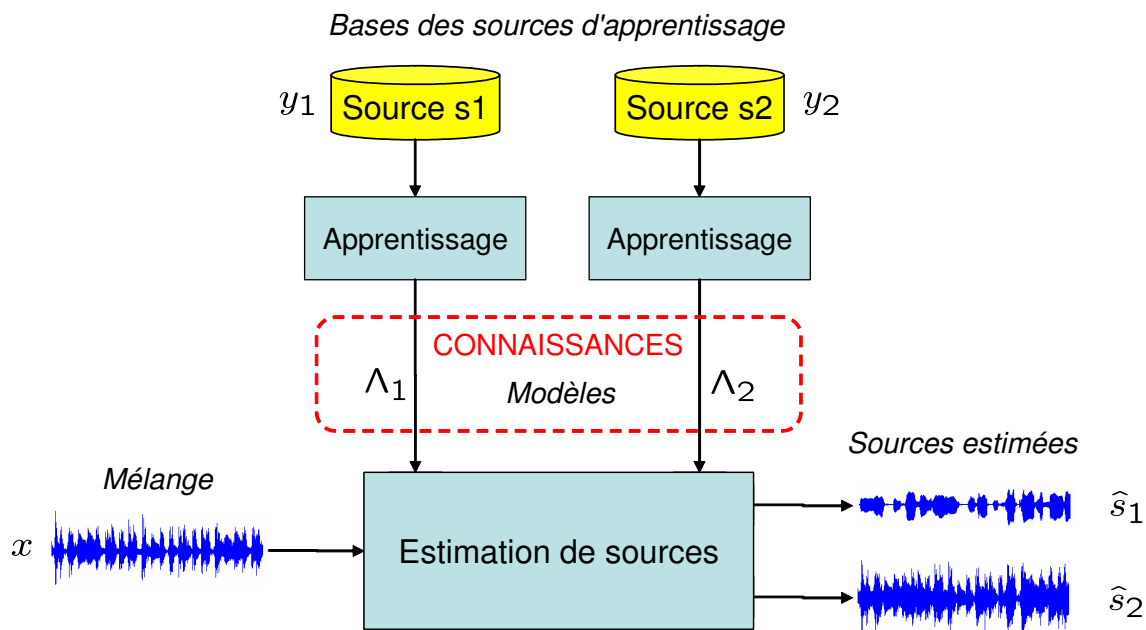 Bases des sources d'apprentissage
y₁ Source s1 Source s2 y₂
Apprentissage Apprentissage
CONNAISSANCES
Λ₁ Modèles Λ₂
Sources estimées
Mélange
ŝ₁
x Estimation de sources
ŝ₂